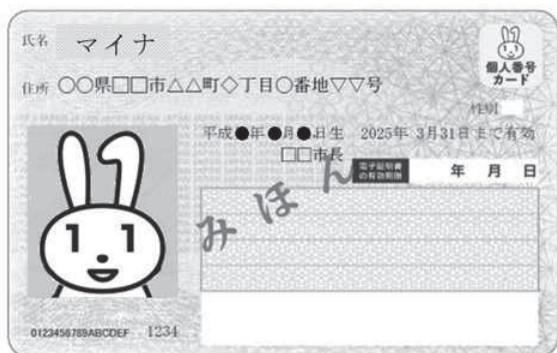 氏名 マイナ
個人番号
カード
住所 ○○県□□市△△町◇丁目○番地▽▽号
性別
平成●年●月●日生 2025年 3月31日まで有効
□□市長
電子証明書
の有効期限
年 月 日
みほん
0123456789ABCDEF 1234